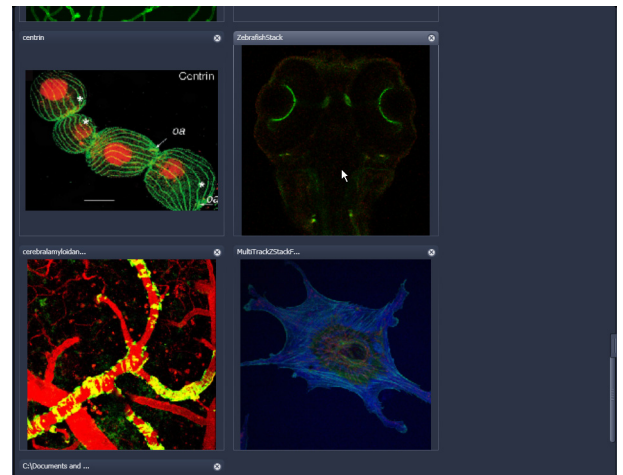 centrin
ZebrafishStack
Centrin
oa
oa
cerebralamyloidan...
MultiTrackZStackF...
C:\Documents and ...